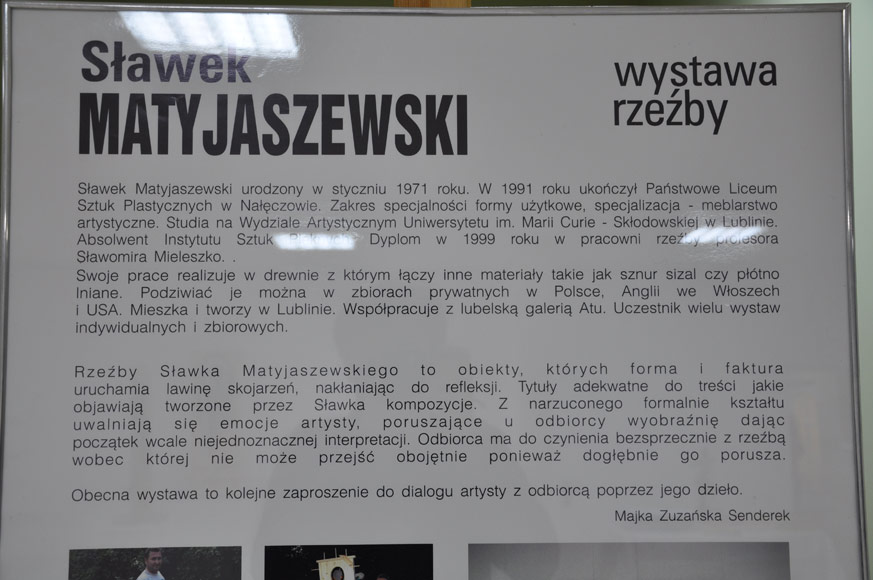 Sławek
MATYJASZEWSKI
wystawa
rzeźby
Sławek Matyjaszewski urodzony w styczniu 1971 roku. W 1991 roku ukończył Państwowe Liceum
Sztuk Plastycznych w Nałęczowie. Zakres specjalności formy użytkowe, specjalizacja - meblarstwo
artystyczne. Studia na Wydziale Artystycznym Uniwersytetu im. Marii Curie - Skłodowskiej w Lublinie.
Absolwent Instytutu Sztuk Dyplom w 1999 roku w pracowni rzeźby profesora
Sławomira Mieleszko. .
Swoje prace realizuje w drewnie z którym łączy inne materiały takie jak sznur sizal czy płótno
lniane. Podziwiać je można w zbiorach prywatnych w Polsce, Anglii we Włoszech
i USA. Mieszka i tworzy w Lublinie. Współpracuje z lubelską galerią Atu. Uczestnik wielu wystaw
indywidualnych i zbiorowych.
Rzeźby Sławka Matyjaszewskiego to obiekty, których forma i faktura
uruchamia lawinę skojarzeń, nakłaniając do refleksji. Tytuły adekwatne do treści jakie
objawiają tworzone przez Sławka kompozycje. Z narzuconego formalnie kształtu
uwalniają się emocje artysty, poruszające u odbiorcy wyobraźnię dając
początek wcale niejednoznacznej interpretacji. Odbiorca ma do czynienia bezsprzecznie z rzeźbą
wobec której nie może przejść obojętnie ponieważ dogłębnie go porusza.
Obecna wystawa to kolejne zaproszenie do dialogu artysty z odbiorcą poprzez jego dzieło.
Majka Zuzańska Senderek